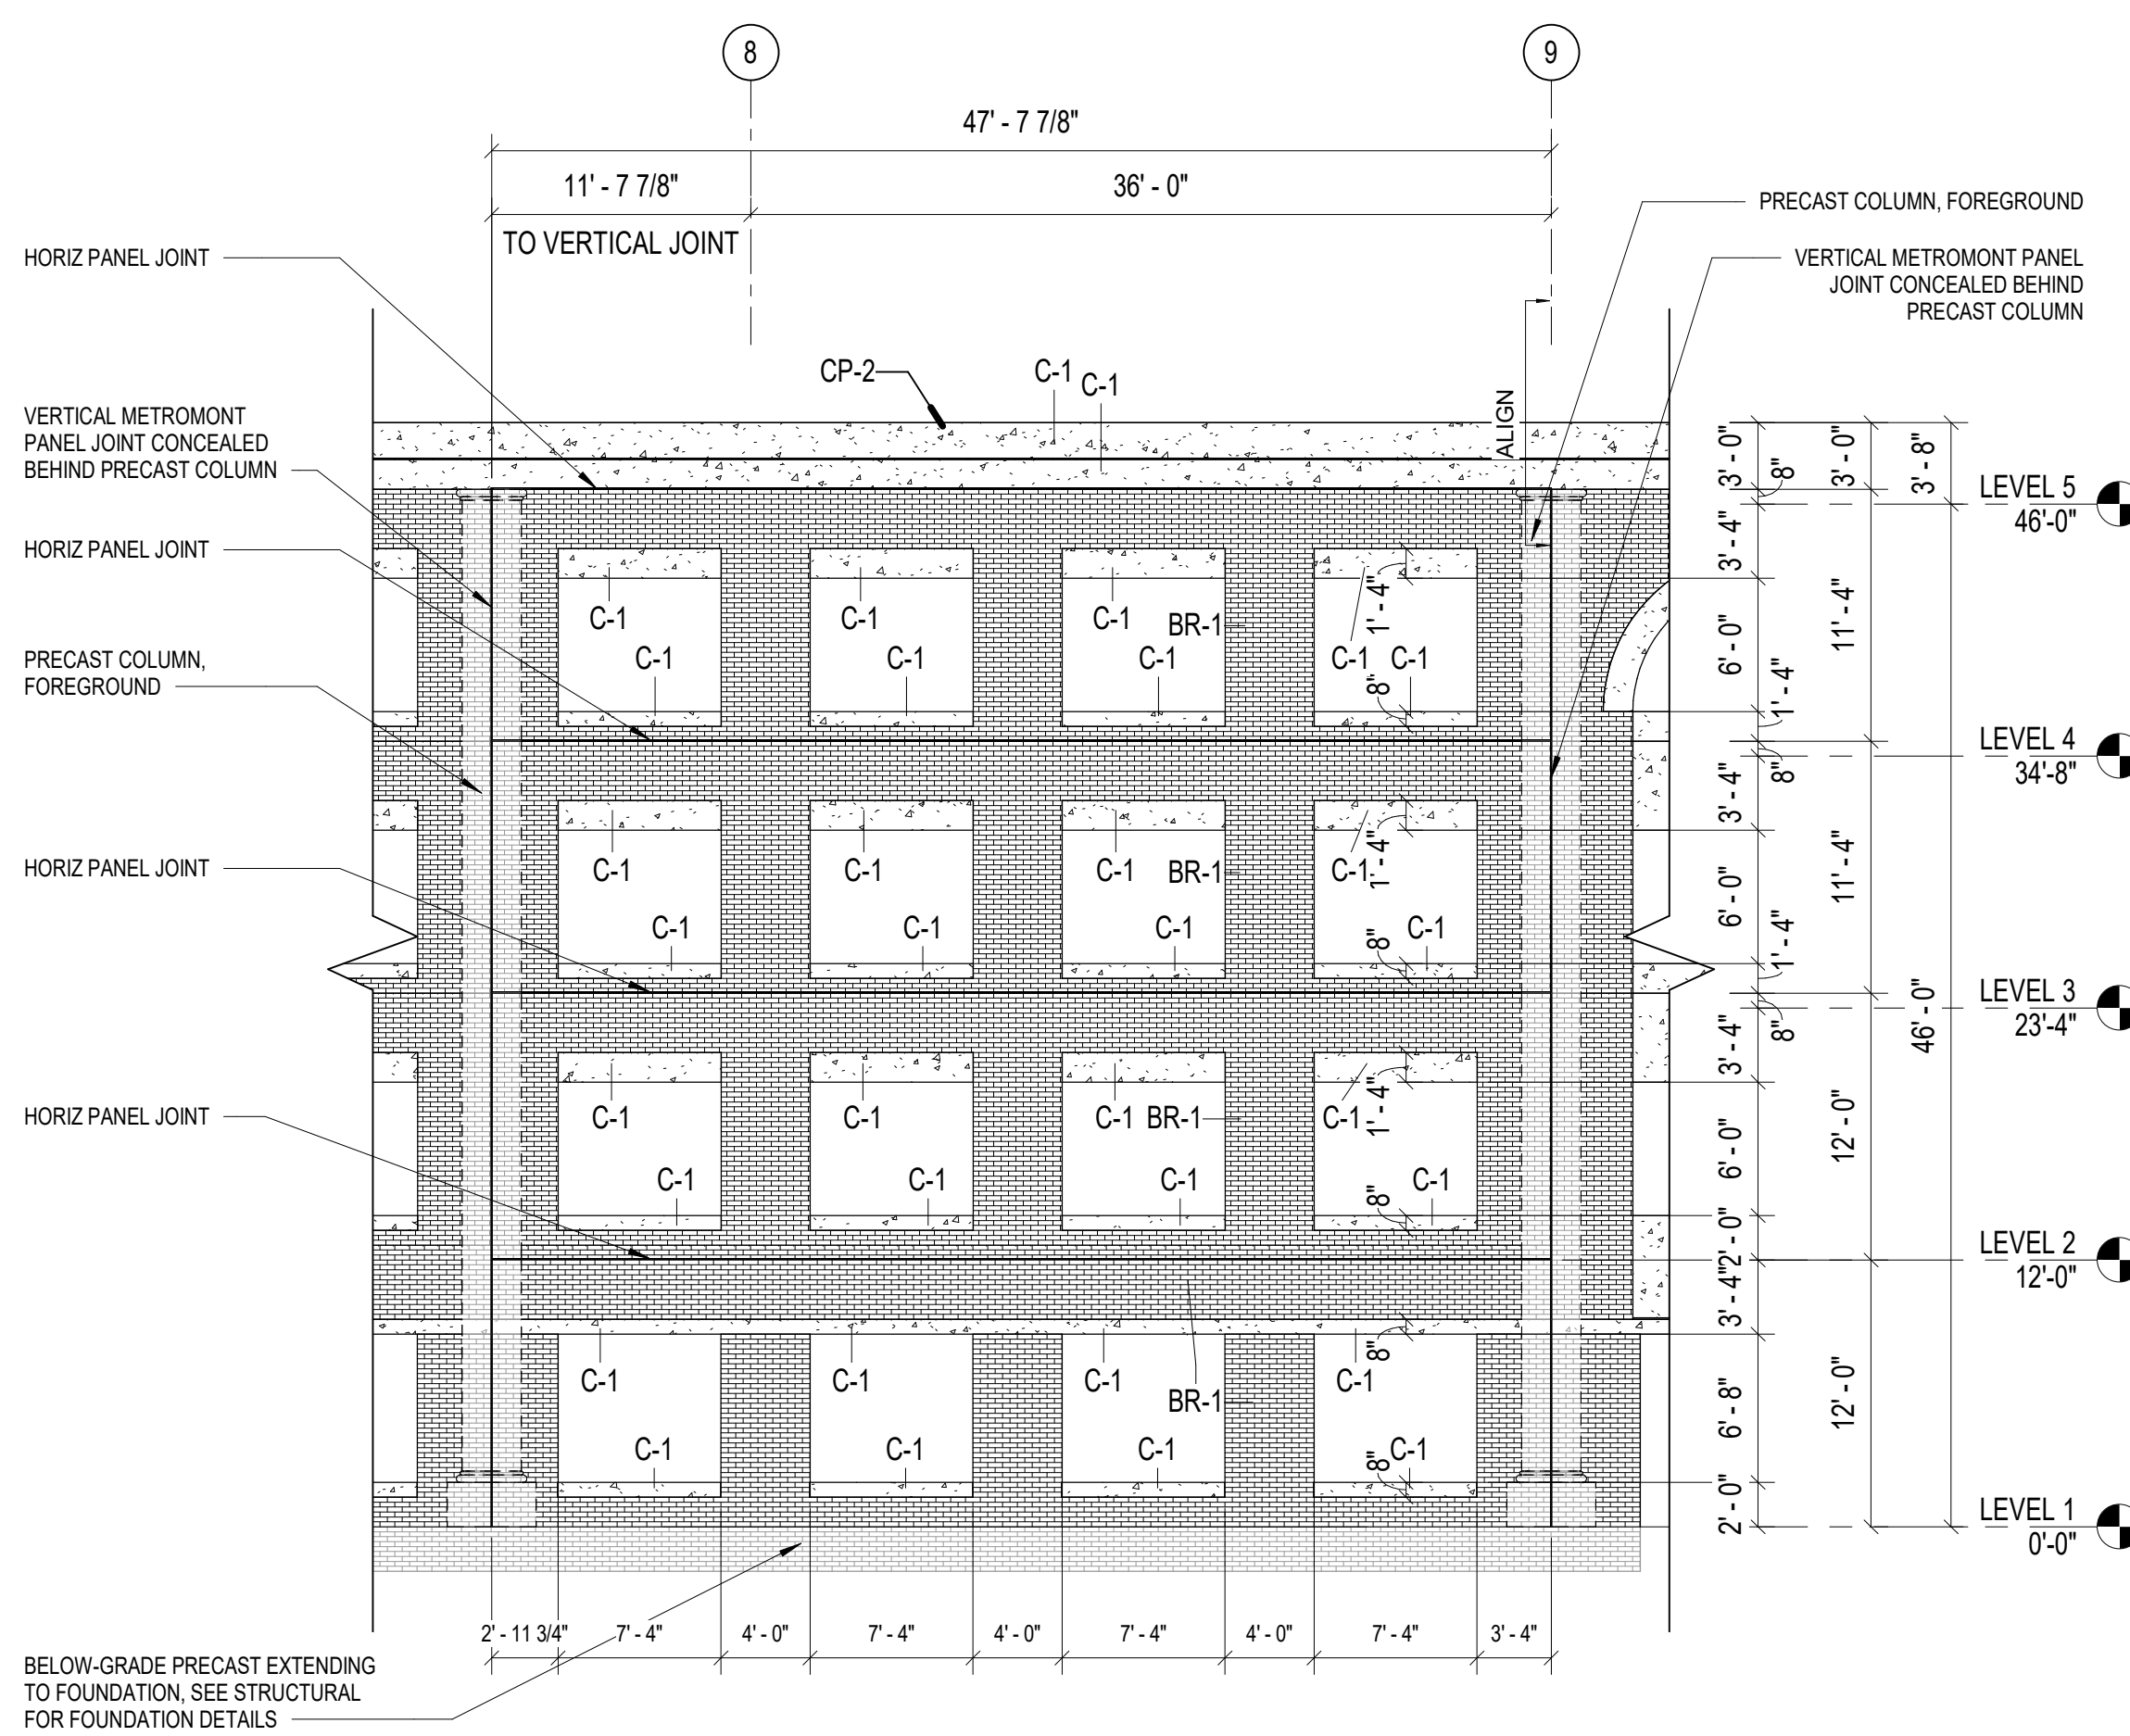 8
9
47' - 7 7/8"
11' - 7 7/8"
36' - 0"
TO VERTICAL JOINT
PRECAST COLUMN, FOREGROUND
VERTICAL METROMONT PANEL
JOINT CONCEALED BEHIND
PRECAST COLUMN
HORIZ PANEL JOINT
VERTICAL METROMONT
PANEL JOINT CONCEALED
BEHIND PRECAST COLUMN
HORIZ PANEL JOINT
PRECAST COLUMN,
FOREGROUND
HORIZ PANEL JOINT
HORIZ PANEL JOINT
BELOW-GRADE PRECAST EXTENDING
TO FOUNDATION, SEE STRUCTURAL
FOR FOUNDATION DETAILS
CP-2
C-1
C-1
ALIGN
C-1
C-1
C-1
BR-1
1' - 4"
C-1
C-1
C-1
C-1
C-1
C-1
8"
C-1
C-1
C-1
BR-1
C-1
1' - 4"
C-1
C-1
C-1
C-1
8"
C-1
C-1
C-1
BR-1
C-1
1' - 4"
C-1
C-1
C-1
C-1
8"
C-1
C-1
C-1
C-1
8"
BR-1
C-1
C-1
C-1
C-1
8"
2' - 11 3/4"
7' - 4"
4' - 0"
7' - 4"
4' - 0"
7' - 4"
4' - 0"
7' - 4"
3' - 4"
3' - 0"
8"
3' - 4"
6' - 0"
1' - 4"
8"
3' - 4"
6' - 0"
1' - 4"
8"
3' - 4"
6' - 0"
2' - 0"
3' - 4"
6' - 8"
2' - 0"
3' - 0"
11' - 4"
11' - 4"
12' - 0"
12' - 0"
3' - 8"
46' - 0"
LEVEL 5
46'-0"
LEVEL 4
34'-8"
LEVEL 3
23'-4"
LEVEL 2
12'-0"
LEVEL 1
0'-0"